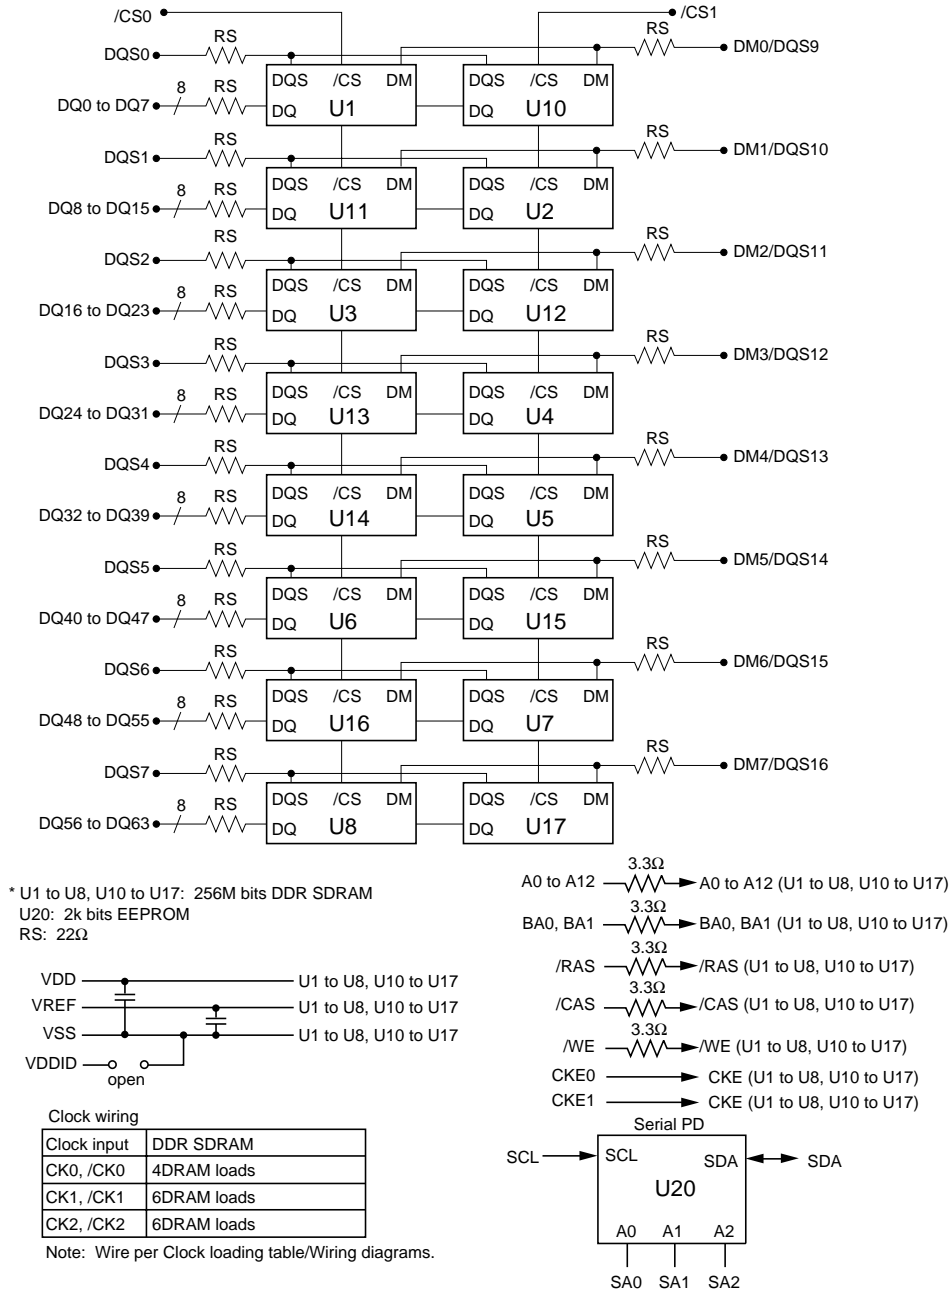 /CS0 /CS1
RS RS
DQS0 DM0/DQS9
DQS /CS DM DQS /CS DM
8 RS
DQ0 to DQ7 DQ U1 DQ U10
RS RS
DQS1 DM1/DQS10
DQS /CS DM DQS /CS DM
8 RS
DQ8 to DQ15 DQ U11 DQ U2
RS RS
DQS2 DM2/DQS11
DQS /CS DM DQS /CS DM
8 RS
DQ16 to DQ23 DQ U3 DQ U12
RS RS
DQS3 DM3/DQS12
DQS /CS DM DQS /CS DM
8 RS
DQ24 to DQ31 DQ U13 DQ U4
RS RS
DQS4 DM4/DQS13
DQS /CS DM DQS /CS DM
8 RS
DQ32 to DQ39 DQ U14 DQ U5
RS RS
DQS5 DM5/DQS14
DQS /CS DM DQS /CS DM
8 RS
DQ40 to DQ47 DQ U6 DQ U15
RS RS
DQS6 DM6/DQS15
DQS /CS DM DQS /CS DM
8 RS
DQ48 to DQ55 DQ U16 DQ U7
RS RS
DQS7 DM7/DQS16
DQS /CS DM DQS /CS DM
8 RS
DQ56 to DQ63 DQ U8 DQ U17
* U1 to U8, U10 to U17: 256M bits DDR SDRAM
U20: 2k bits EEPROM
RS: 22Ω
VDD U1 to U8, U10 to U17
VREF U1 to U8, U10 to U17
VSS U1 to U8, U10 to U17
VDDID
open
Clock wiring
Clock input DDR SDRAM
CK0, /CK0 4DRAM loads
CK1, /CK1 6DRAM loads
CK2, /CK2 6DRAM loads
Note: Wire per Clock loading table/Wiring diagrams.
3.3Ω
A0 to A12 A0 to A12 (U1 to U8, U10 to U17)
3.3Ω
BA0, BA1 BA0, BA1 (U1 to U8, U10 to U17)
3.3Ω
/RAS /RAS (U1 to U8, U10 to U17)
3.3Ω
/CAS /CAS (U1 to U8, U10 to U17)
3.3Ω
/WE /WE (U1 to U8, U10 to U17)
CKE0 CKE (U1 to U8, U10 to U17)
CKE1 CKE (U1 to U8, U10 to U17)
Serial PD
SCL SCL SDA SDA
U20
A0 A1 A2
SA0 SA1 SA2